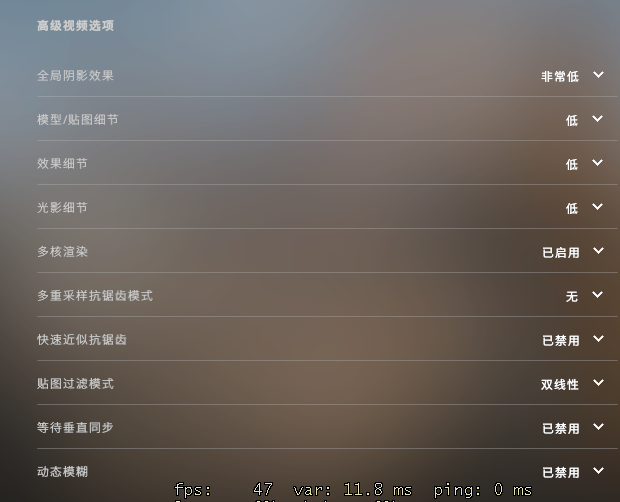 高级视频选项
全局阴影效果 非常低
模型/贴图细节 低
效果细节 低
光影细节 低
多核渲染 已启用
多重采样抗锯齿模式 无
快速近似抗锯齿 已禁用
贴图过滤模式 双线性
等待垂直同步 已禁用
动态模糊 已禁用
fps: 47 var: 11.8 ms ping: 0 ms